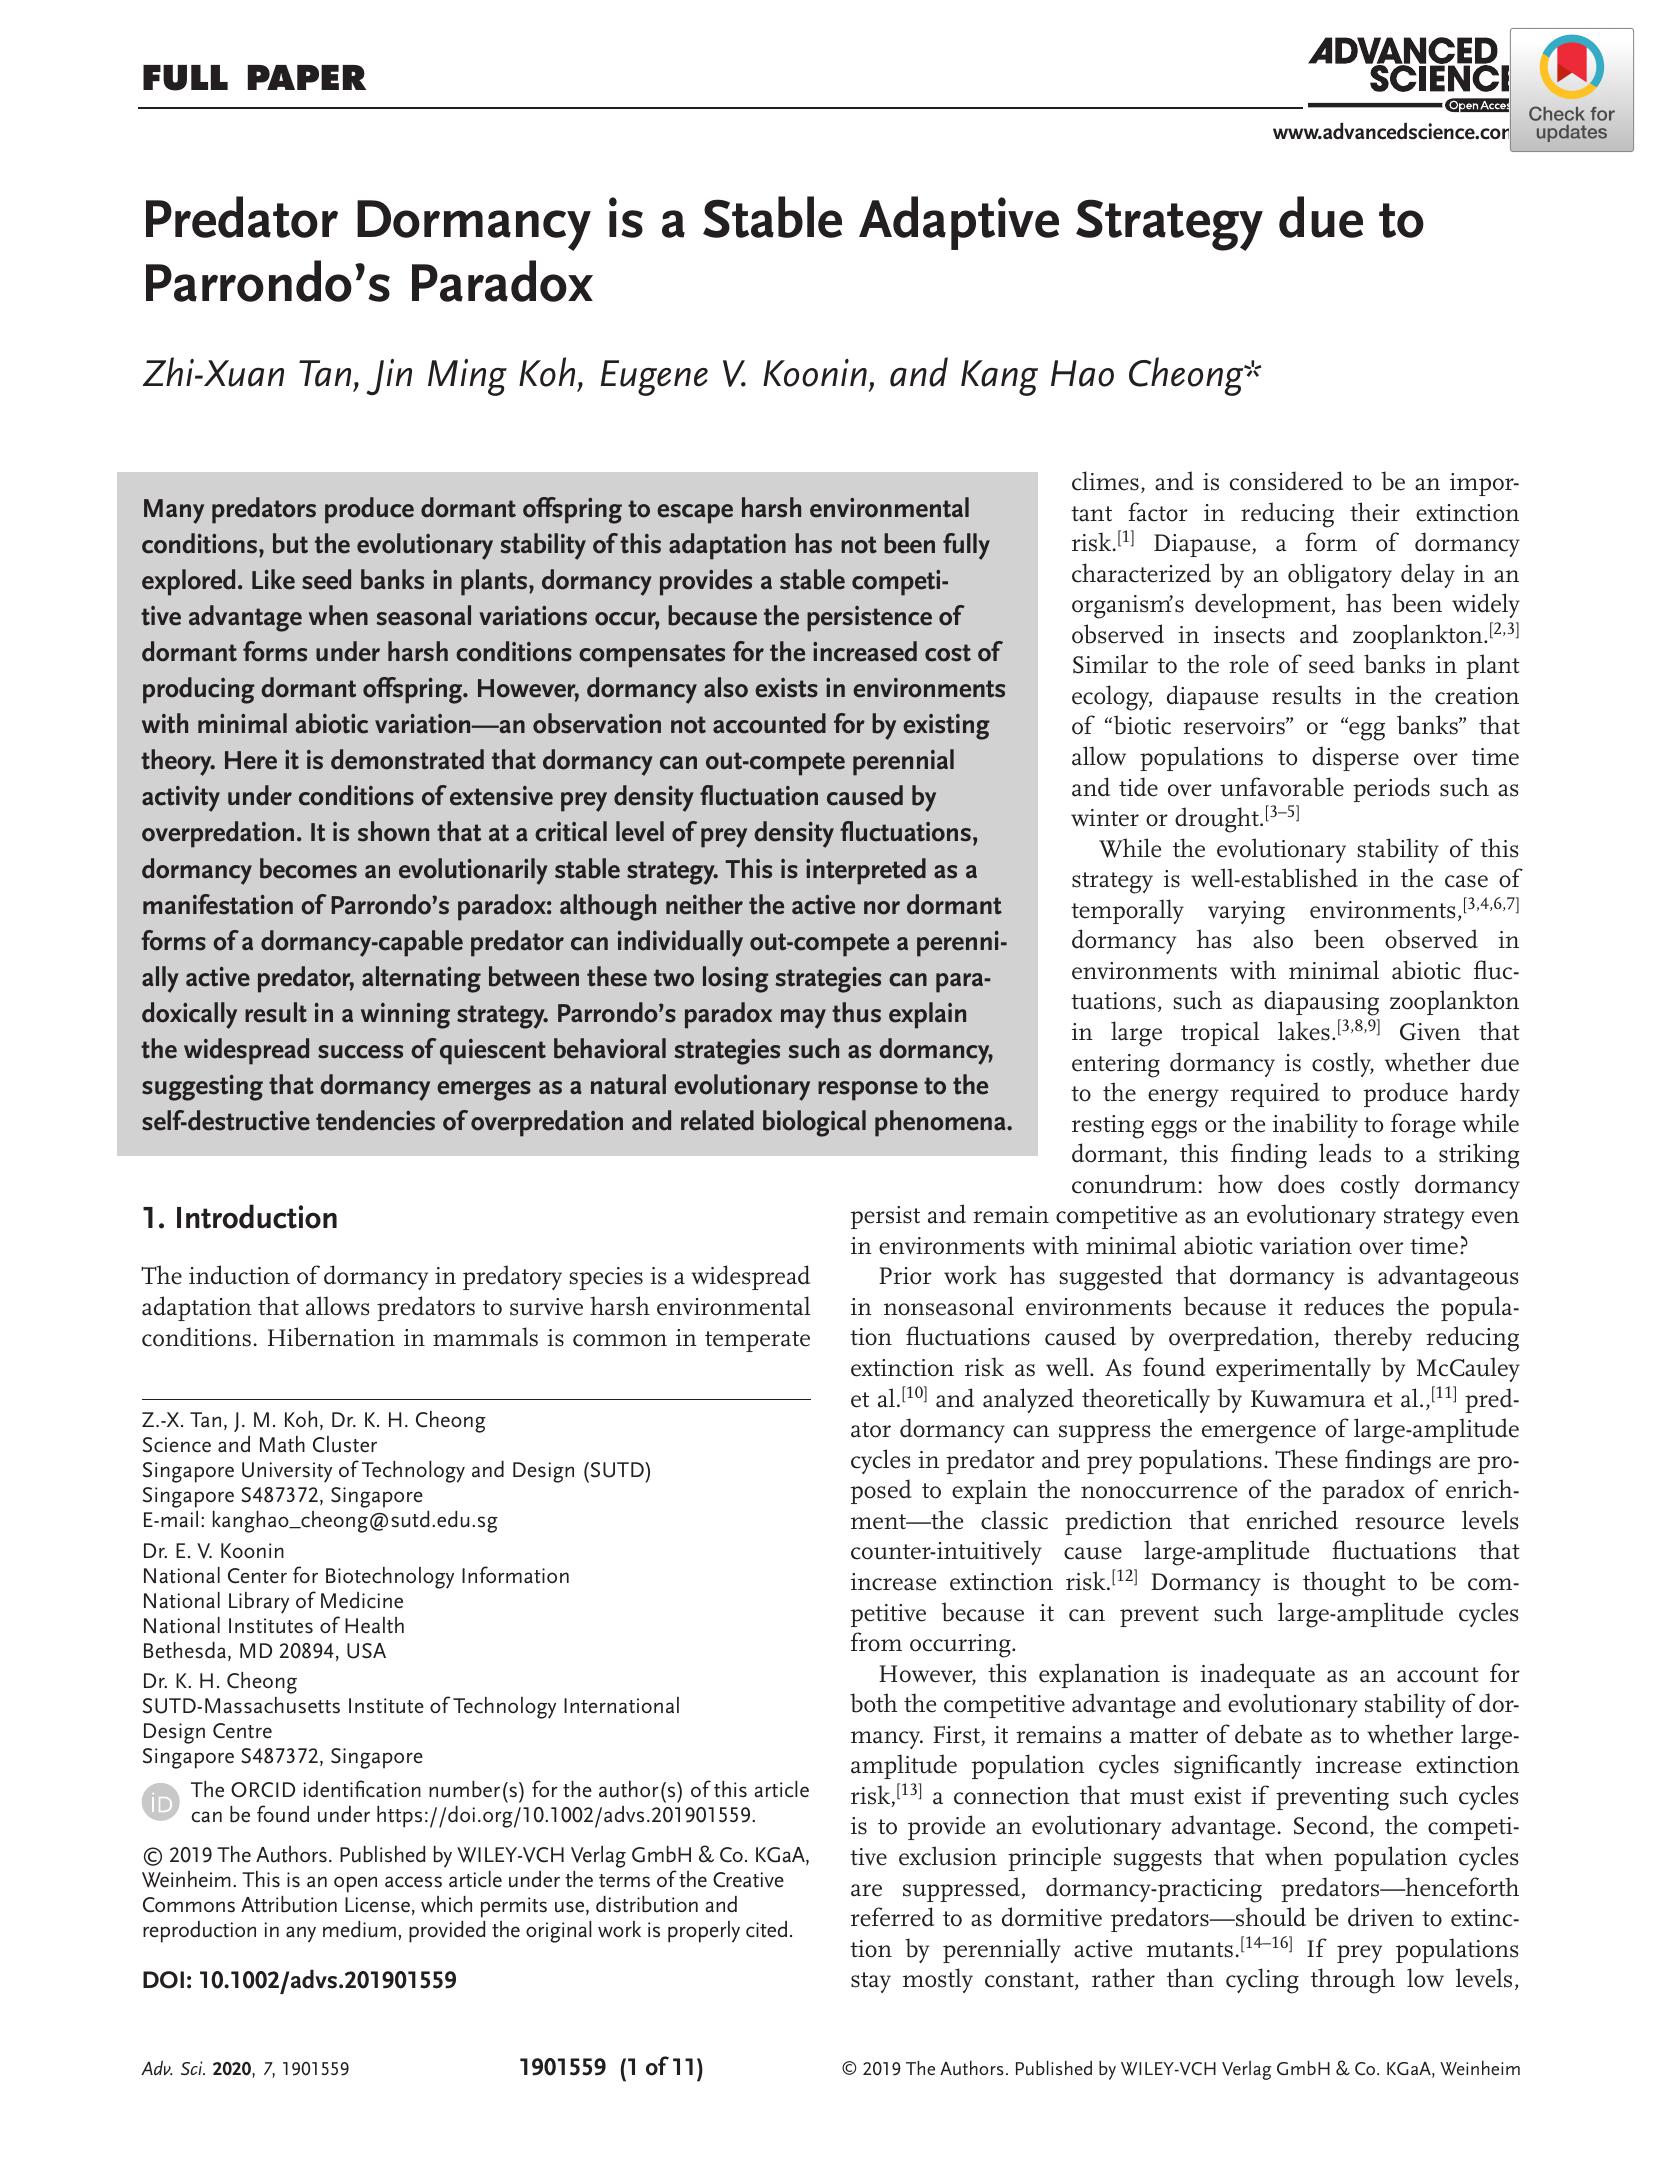 FULL PAPER
ADVANCED
SCIENCE
Open Acces
www.advancedscience.con
Check for
updates
Predator Dormancy is a Stable Adaptive Strategy due to
Parrondo's Paradox
Zhi-Xuan Tan, Jin Ming Koh, Eugene V. Koonin, and Kang Hao Cheong*
Many predators produce dormant offspring to escape harsh environmental
conditions, but the evolutionary stability of this adaptation has not been fully
explored. Like seed banks in plants, dormancy provides a stable competi-
tive advantage when seasonal variations occur, because the persistence of
dormant forms under harsh conditions compensates for the increased cost of
producing dormant offspring. However, dormancy also exists in environments
with minimal abiotic variation—an observation not accounted for by existing
theory. Here it is demonstrated that dormancy can out-compete perennial
activity under conditions of extensive prey density fluctuation caused by
overpredation. It is shown that at a critical level of prey density fluctuations,
dormancy becomes an evolutionarily stable strategy. This is interpreted as a
manifestation of Parrondo's paradox: although neither the active nor dormant
forms of a dormancy-capable predator can individually out-compete a perenni-
ally active predator, alternating between these two losing strategies can para-
doxically result in a winning strategy. Parrondo's paradox may thus explain
the widespread success of quiescent behavioral strategies such as dormancy,
suggesting that dormancy emerges as a natural evolutionary response to the
self-destructive tendencies of overpredation and related biological phenomena.
1. Introduction
The induction of dormancy in predatory species is a widespread
adaptation that allows predators to survive harsh environmental
conditions. Hibernation in mammals is common in temperate
climes, and is considered to be an impor-
tant factor in reducing their extinction
risk.[1] Diapause, a form of dormancy
characterized by an obligatory delay in an
organism's development, has been widely
observed in insects and zooplankton.[2,3]
Similar to the role of seed banks in plant
ecology, diapause results in the creation
of "biotic reservoirs" or "egg banks" that
allow populations to disperse over time
and tide over unfavorable periods such as
winter or drought.[3–5]
While the evolutionary stability of this
strategy is well-established in the case of
temporally varying environments,[3,4,6,7]
dormancy has also been observed in
environments with minimal abiotic fluc-
tuations, such as diapausing zooplankton
in large tropical lakes.[3,8,9] Given that
entering dormancy is costly, whether due
to the energy required to produce hardy
resting eggs or the inability to forage while
dormant, this finding leads to a striking
conundrum: how does costly dormancy
persist and remain competitive as an evolutionary strategy even
in environments with minimal abiotic variation over time?
Prior work has suggested that dormancy is advantageous
in nonseasonal environments because it reduces the popula-
tion fluctuations caused by overpredation, thereby reducing
extinction risk as well. As found experimentally by McCauley
et al.[10] and analyzed theoretically by Kuwamura et al.,[11] pred-
ator dormancy can suppress the emergence of large-amplitude
cycles in predator and prey populations. These findings are pro-
posed to explain the nonoccurrence of the paradox of enrich-
ment—the classic prediction that enriched resource levels
counter-intuitively cause large-amplitude fluctuations that
increase extinction risk.[12] Dormancy is thought to be com-
petitive because it can prevent such large-amplitude cycles
from occurring.
However, this explanation is inadequate as an account for
both the competitive advantage and evolutionary stability of dor-
mancy. First, it remains a matter of debate as to whether large-
amplitude population cycles significantly increase extinction
risk,[13] a connection that must exist if preventing such cycles
is to provide an evolutionary advantage. Second, the competi-
tive exclusion principle suggests that when population cycles
are suppressed, dormancy-practicing predators—henceforth
referred to as dormitive predators—should be driven to extinc-
tion by perennially active mutants.[14–16] If prey populations
stay mostly constant, rather than cycling through low levels,
Z.-X. Tan, J. M. Koh, Dr. K. H. Cheong
Science and Math Cluster
Singapore University of Technology and Design (SUTD)
Singapore S487372, Singapore
E-mail: kanghao_cheong@sutd.edu.sg
Dr. E. V. Koonin
National Center for Biotechnology Information
National Library of Medicine
National Institutes of Health
Bethesda, MD 20894, USA
Dr. K. H. Cheong
SUTD-Massachusetts Institute of Technology International
Design Centre
Singapore S487372, Singapore
iD
The ORCID identification number(s) for the author(s) of this article
can be found under https://doi.org/10.1002/advs.201901559.
© 2019 The Authors. Published by WILEY-VCH Verlag GmbH & Co. KGaA,
Weinheim. This is an open access article under the terms of the Creative
Commons Attribution License, which permits use, distribution and
reproduction in any medium, provided the original work is properly cited.
DOI: 10.1002/advs.201901559
Adv. Sci. 2020, 7, 1901559
1901559 (1 of 11)
© 2019 The Authors. Published by WILEY-VCH Verlag GmbH & Co. KGaA, Weinheim